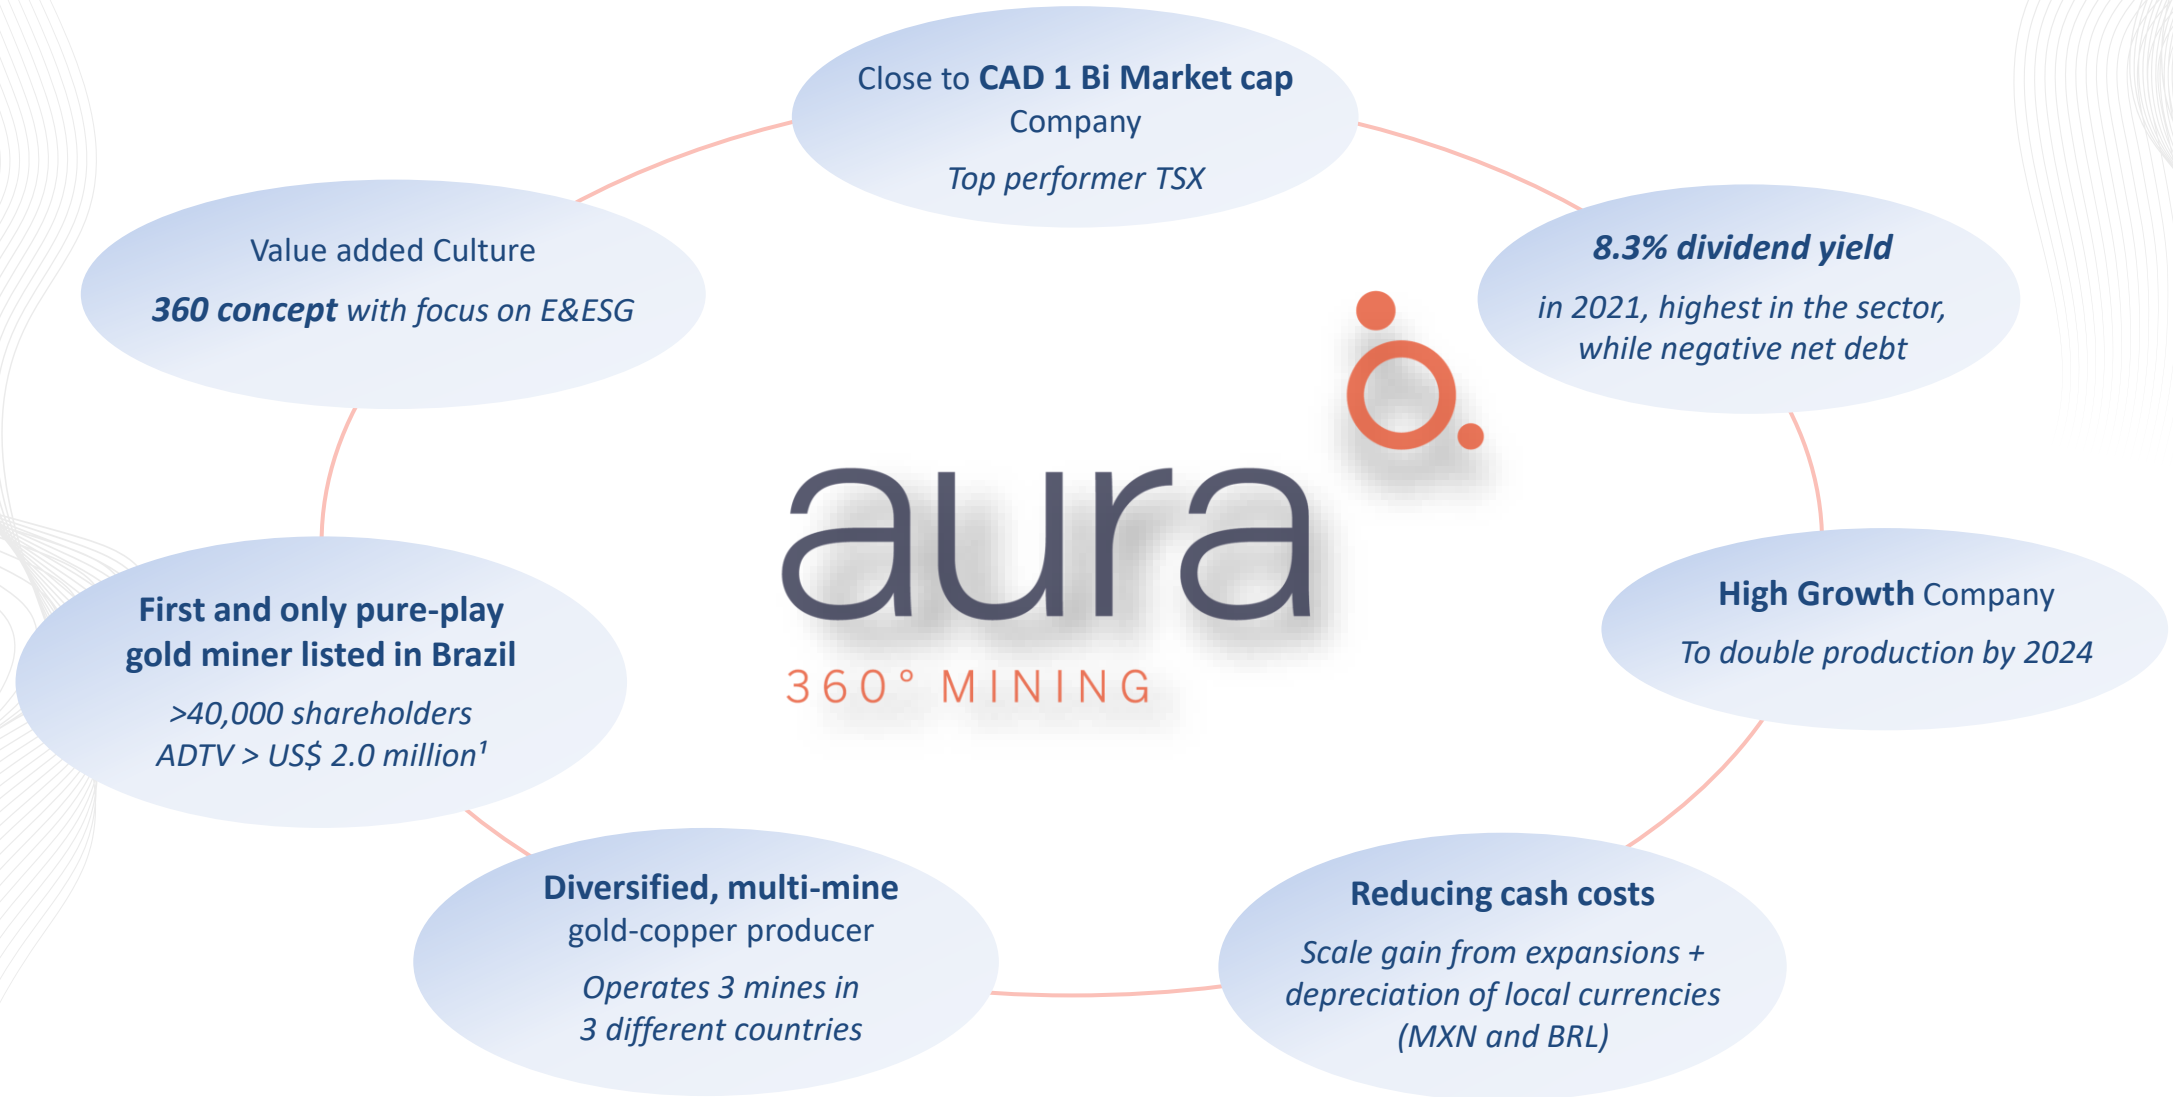 Close to CAD 1 Bi Market cap
Company
Top performer TSX
Value added Culture
360 concept with focus on E&ESG
8.3% dividend yield
in 2021, highest in the sector,
while negative net debt
aura
360° MINING
First and only pure-play
gold miner listed in Brazil
>40,000 shareholders
ADTV > US$ 2.0 million¹
High Growth Company
To double production by 2024
Diversified, multi-mine
gold-copper producer
Operates 3 mines in
3 different countries
Reducing cash costs
Scale gain from expansions +
depreciation of local currencies
(MXN and BRL)